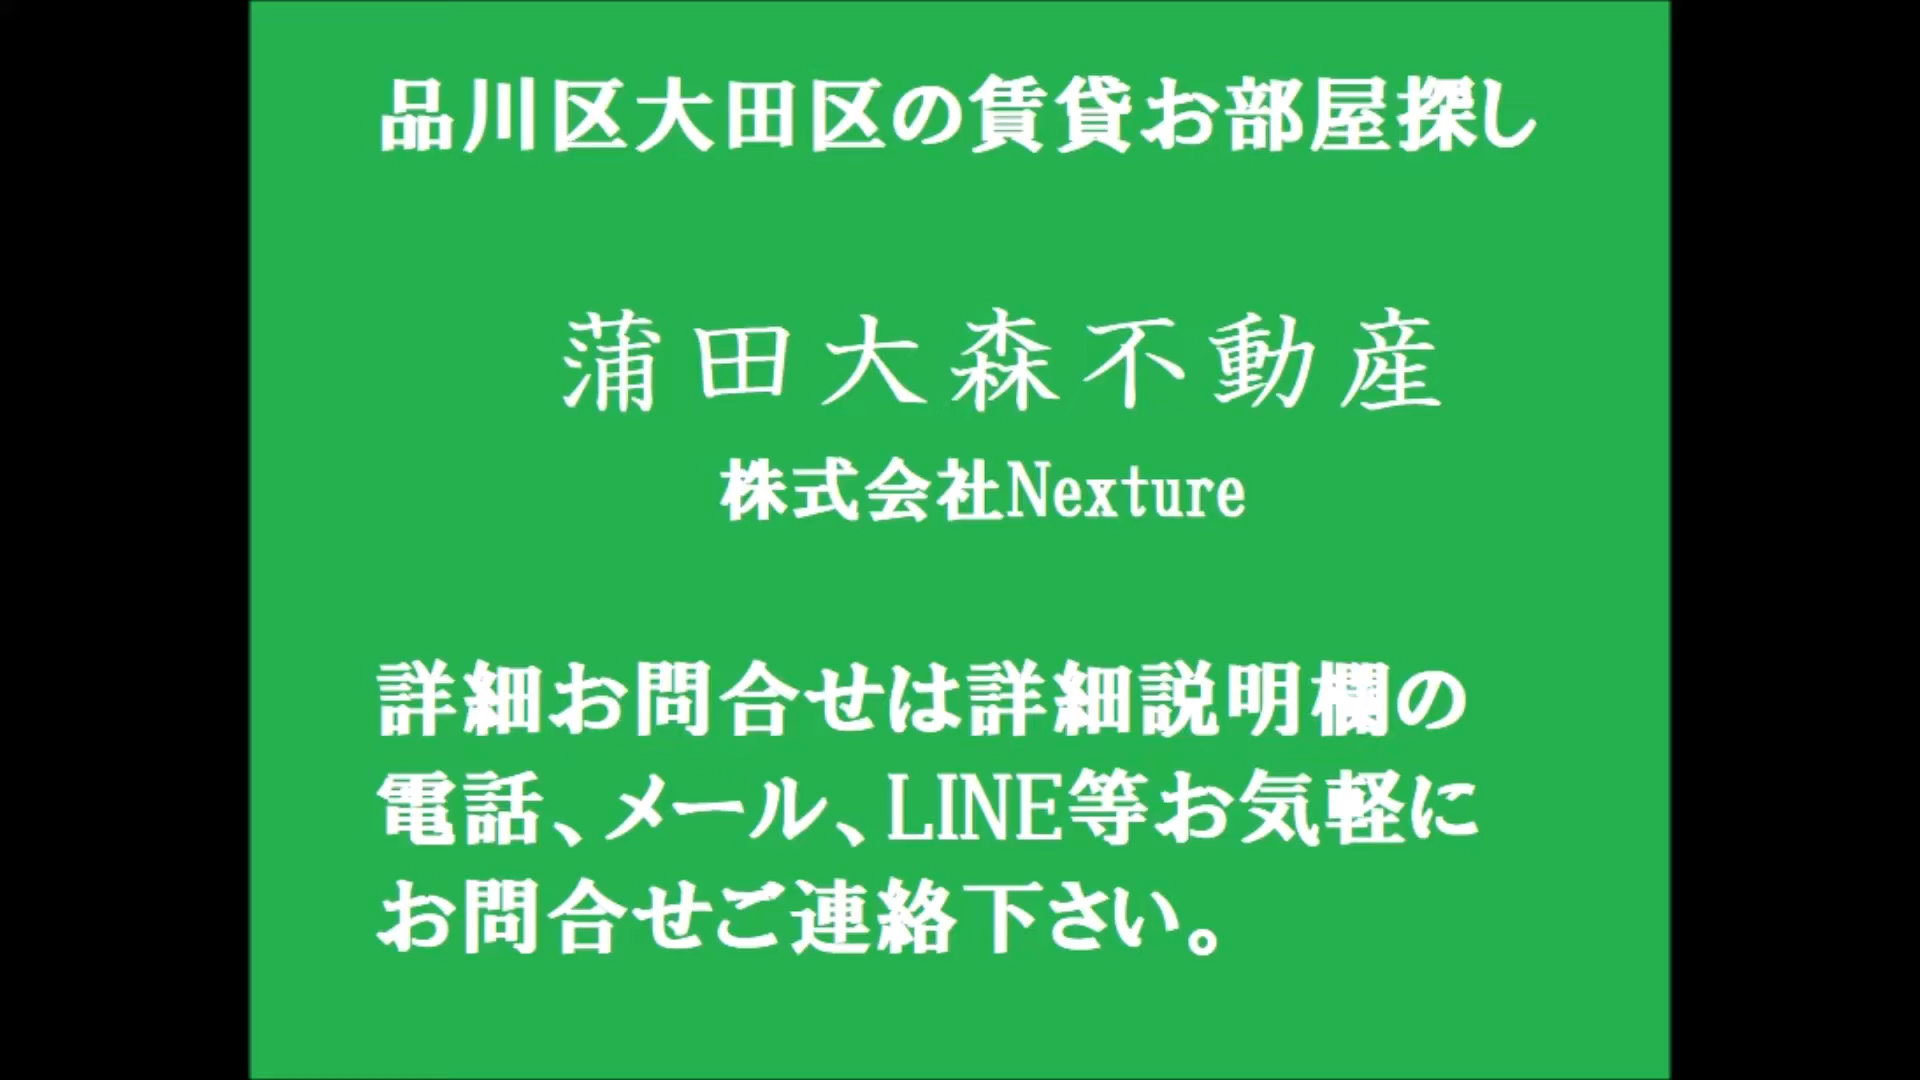 品川区大田区の賃貸お部屋探し
蒲田大森不動産
株式会社Nexture
詳細お問合せは詳細説明欄の
電話、メール、LINE等お気軽に
お問合せご連絡下さい。